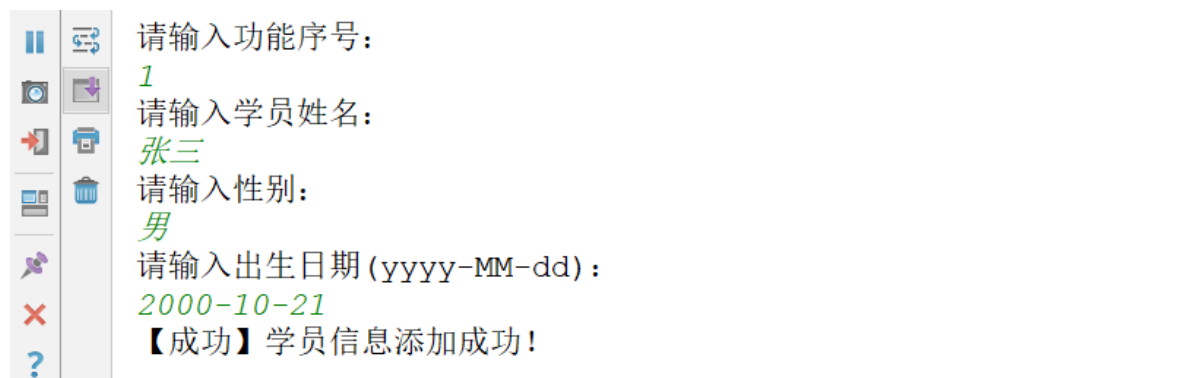 请输入功能序号：
1
请输入学员姓名：
张三
请输入性别：
男
请输入出生日期(yyyy-MM-dd)：
2000-10-21
【成功】学员信息添加成功！
?